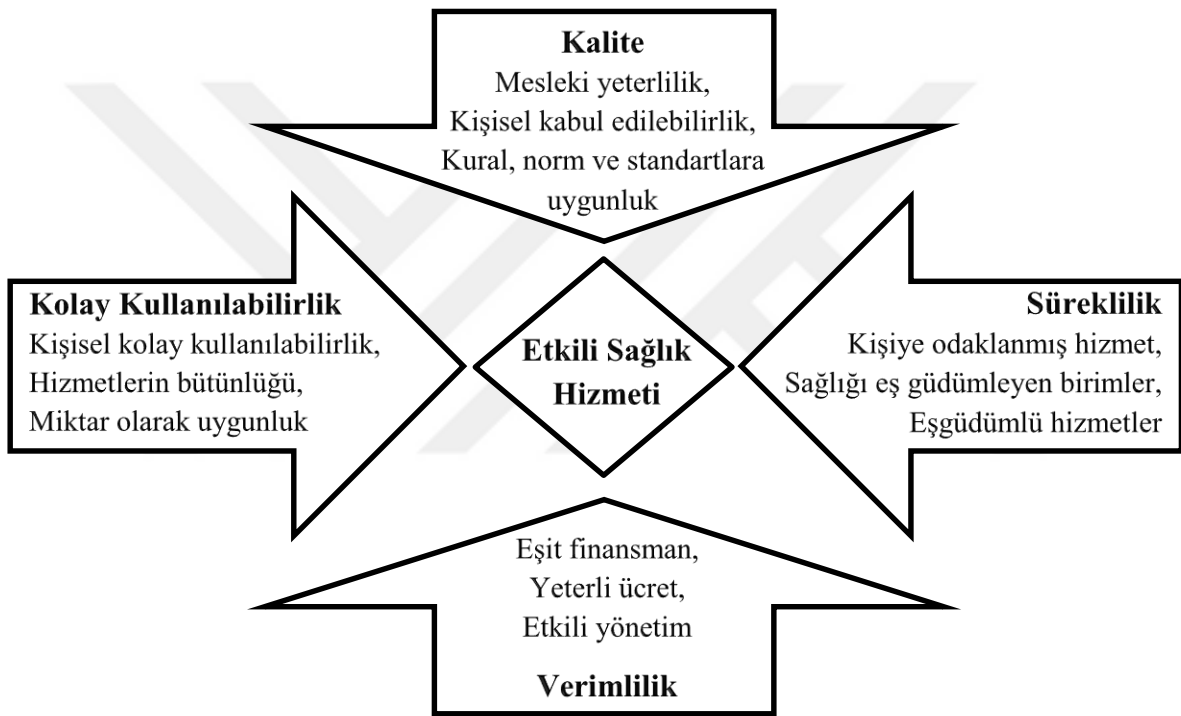 Kalite
Mesleki yeterlilik,
Kişisel kabul edilebilirlik,
Kural, norm ve standartlara
uygunluk
Kolay Kullanılabilirlik
Kişisel kolay kullanılabilirlik,
Hizmetlerin bütünlüğü,
Miktar olarak uygunluk
Etkili Sağlık
Hizmeti
Süreklilik
Kişiye odaklanmış hizmet,
Sağlığı eş güdümleyen birimler,
Eşgüdümlü hizmetler
Eşit finansman,
Yeterli ücret,
Etkili yönetim
Verimlilik